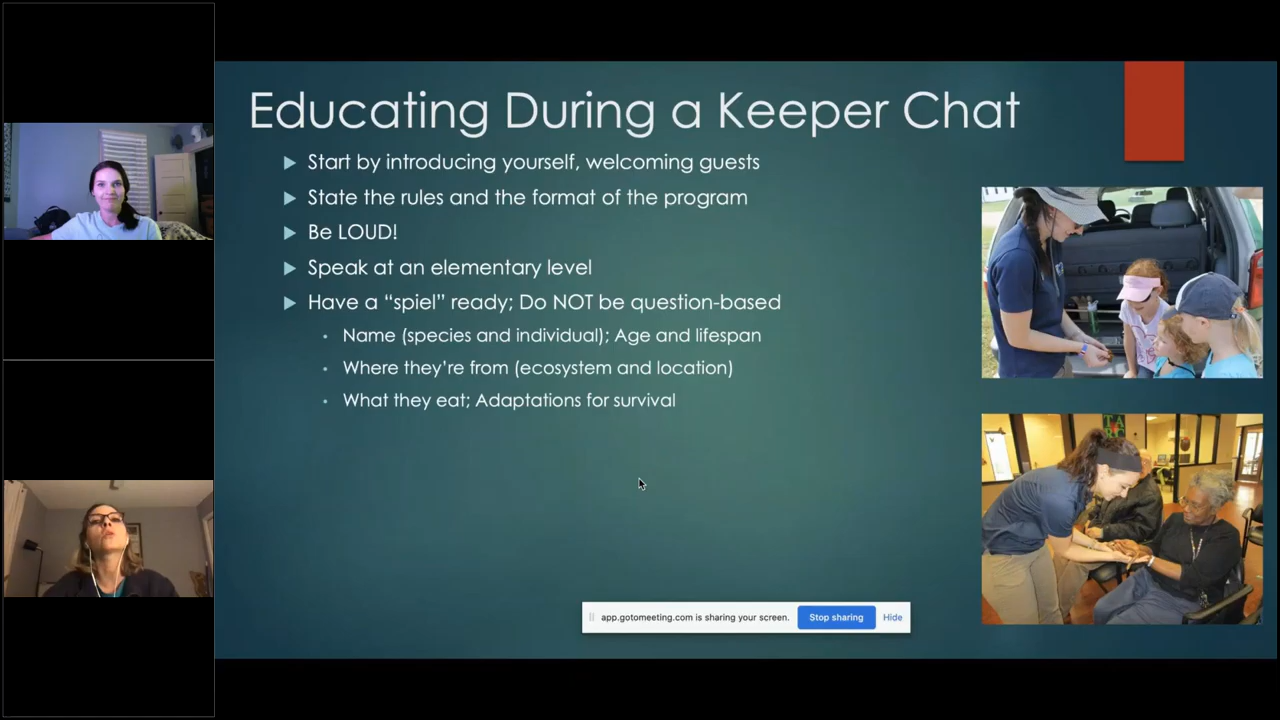 Educating During a Keeper Chat
Start by introducing yourself, welcoming guests
State the rules and the format of the program
Be LOUD!
Speak at an elementary level
Have a “spiel” ready; Do NOT be question-based
Name (species and individual); Age and lifespan
Where they’re from (ecosystem and location)
What they eat; Adaptations for survival
TA
RC
app.gotomeeting.com is sharing your screen.
Stop sharing
Hide